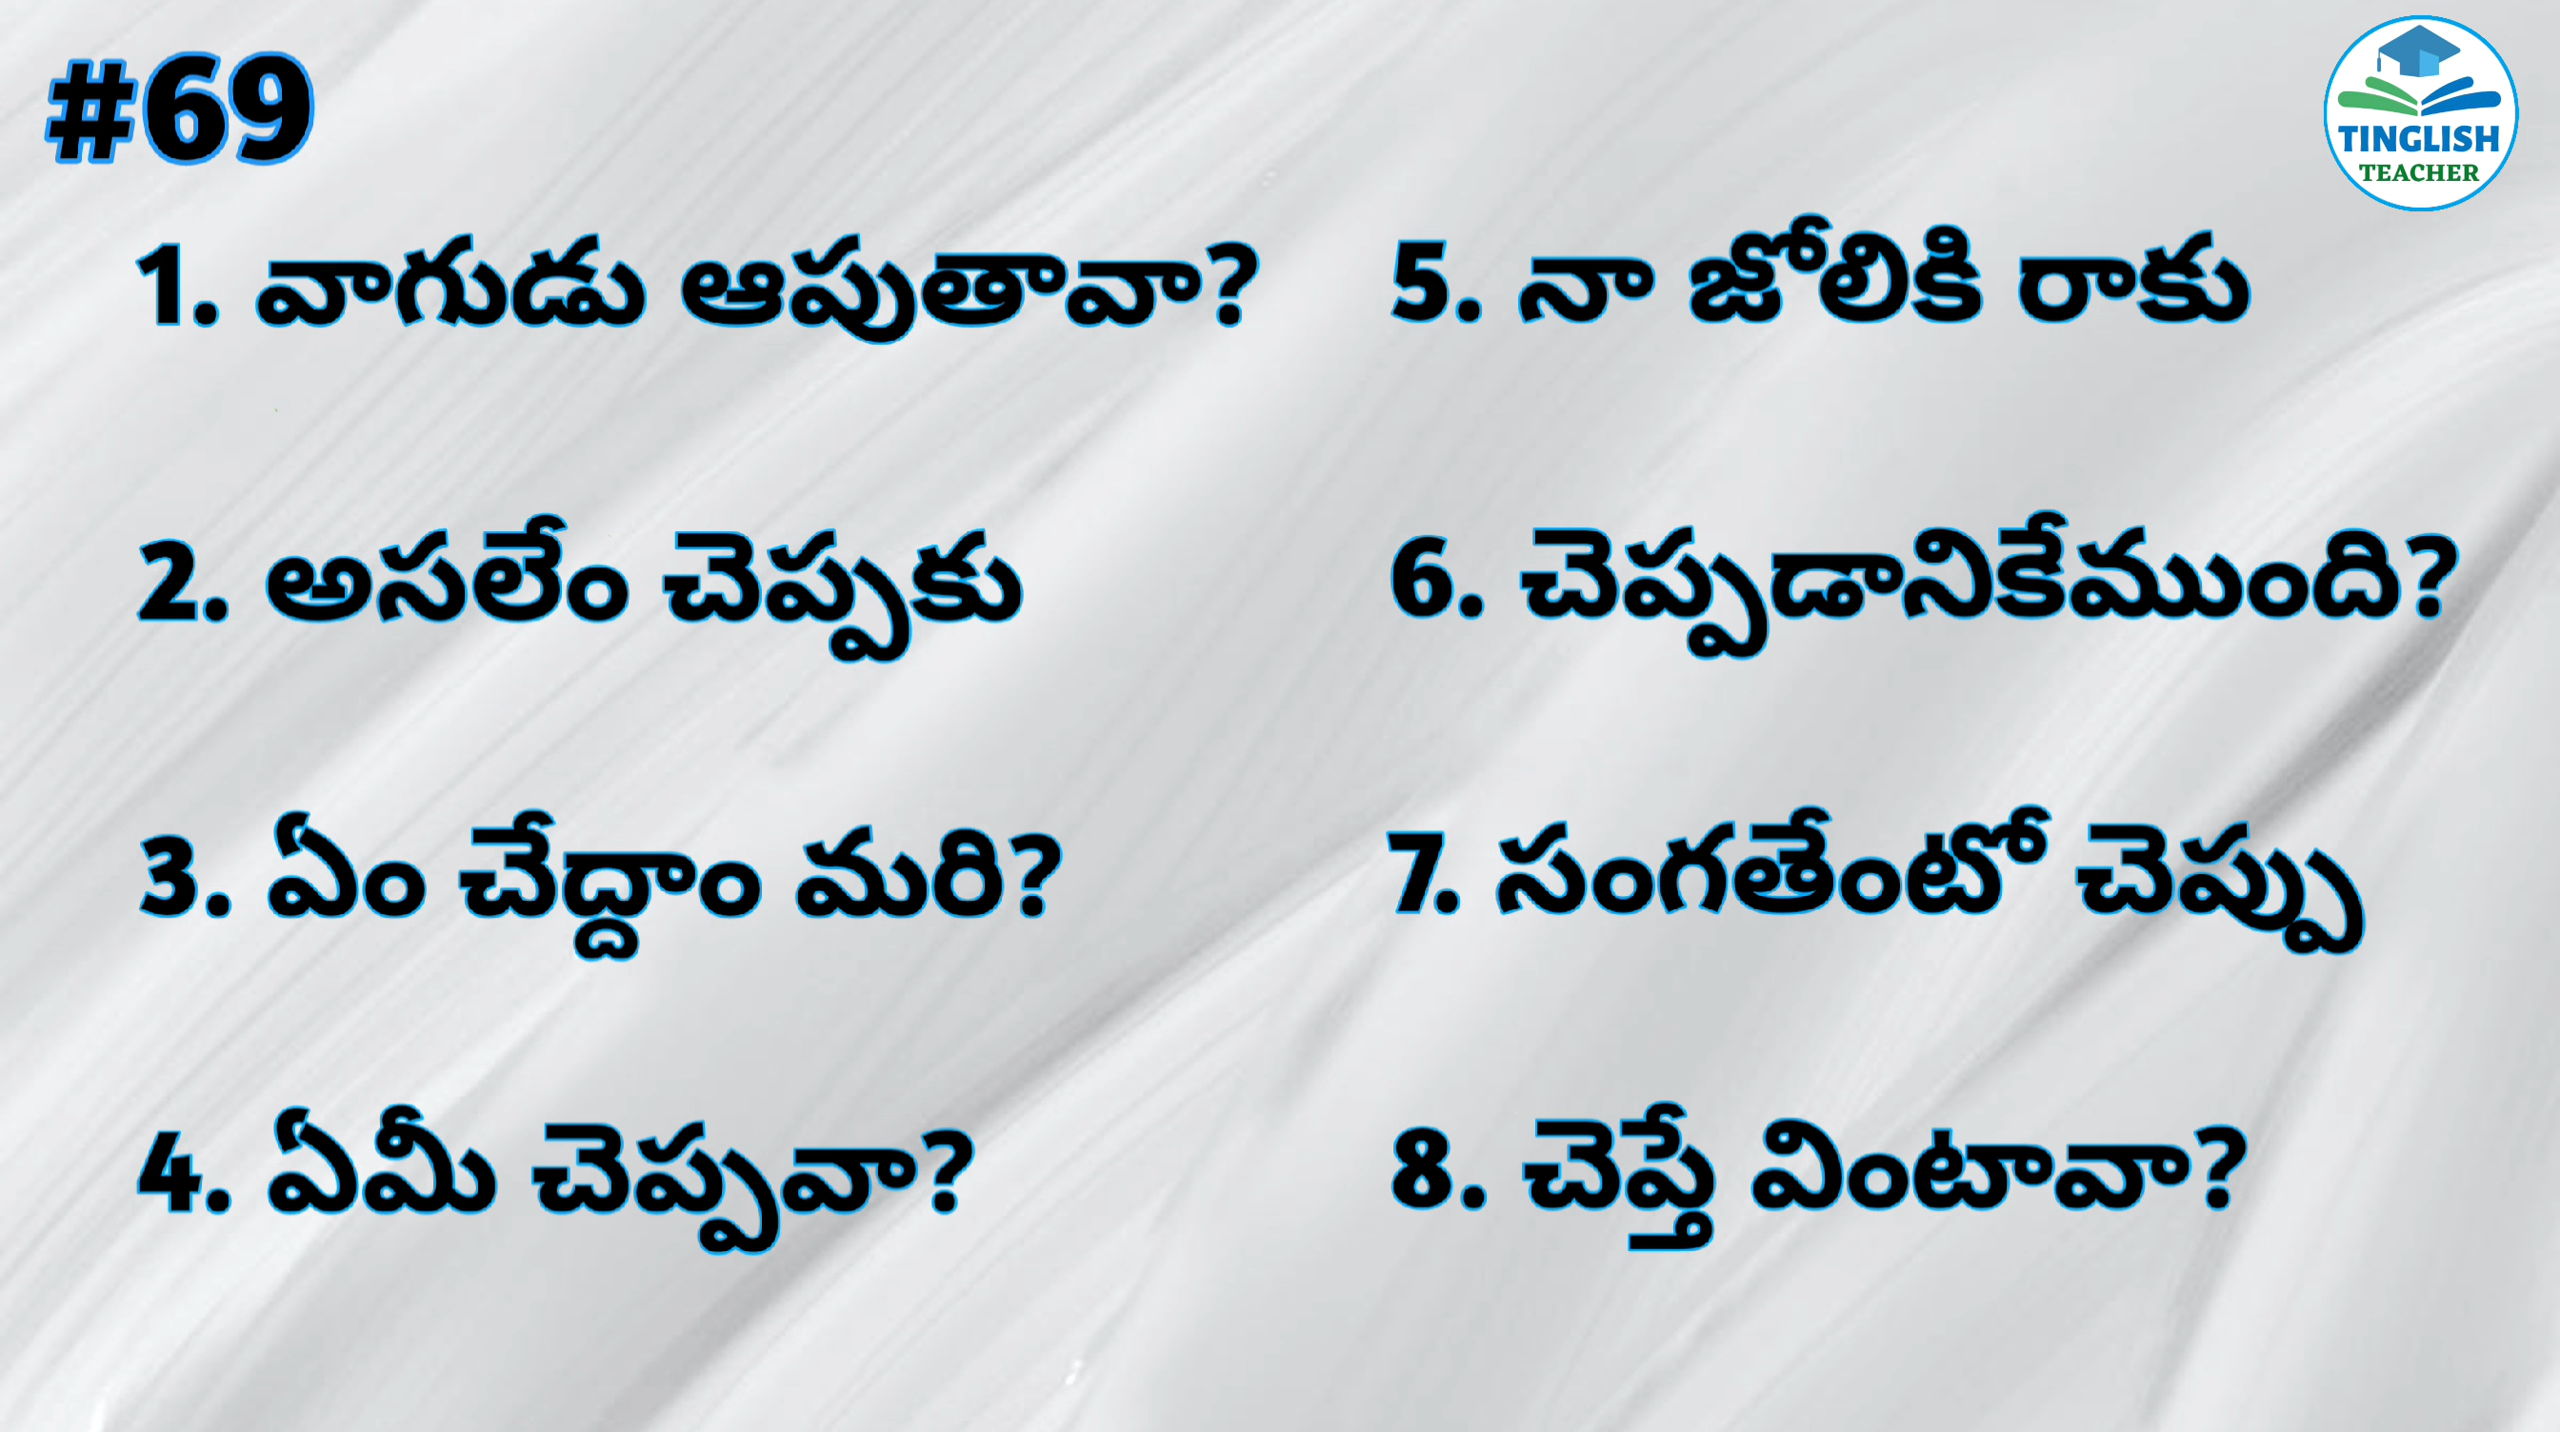 #69
TINGLISH
TEACHER
1. వాగుడు ఆపుతావా?
2. అసలేం చెప్పకు
3. ఏం చేద్దాం మరి?
4. ఏమీ చెప్పవా?
5. నా జోలికి రాకు
6. చెప్పడానికేముంది?
7. సంగతేంటో చెప్పు
8. చెప్తే వింటావా?